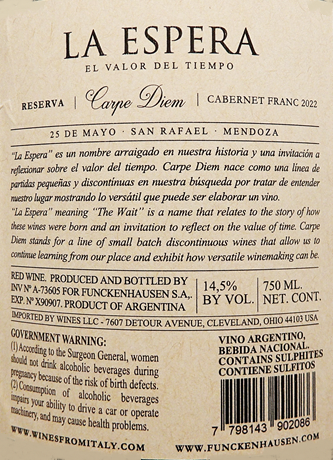 LA ESPERA
EL VALOR DEL TIEMPO
RESERVA | Carpe Diem | CABERNET FRANC 2022
25 DE MAYO · SAN RAFAEL · MENDOZA
"La Espera" es un nombre arraigado en nuestra historia y una invitación a
reflexionar sobre el valor del tiempo. Carpe Diem nace como una línea de
partidas pequeñas y discontínuas en nuestra búsqueda por tratar de entender
nuestro lugar mostrando lo versátil que puede ser elaborar un vino.
"La Espera" meaning "The Wait" is a name that relates to the story of how
these wines were born and an invitation to reflect on the value of time. Carpe
Diem stands for a line of small batch discontinuous wines that allow us to
continue learning from our place and exhibit how versatile winemaking can be.
RED WINE. PRODUCED AND BOTTLED BY
INV Nº A-73605 FOR FUNCKENHAUSEN S.A,.
EXP. Nº X90907. PRODUCT OF ARGENTINA
14,5%
BY VOL.
750 ML.
NET. CONT.
IMPORTED BY WINES LLC - 7607 DETOUR AVENUE, CLEVELAND, OHIO 44103 USA
GOVERNMENT WARNING:
(1) According to the Surgeon General, women
should not drink alcoholic beverages during
pregnancy because of the risk of birth defects.
(2) Consumption of alcoholic beverages
impairs your ability to drive a car or operate
machinery, and may cause health problems.
WWW.WINESFROMITALY.COM
VINO ARGENTINO,
BEBIDA NACIONAL.
CONTAINS SULPHITES
CONTIENE SULFITOS
7 798143 902086
WWW.FUNCKENHAUSEN.COM